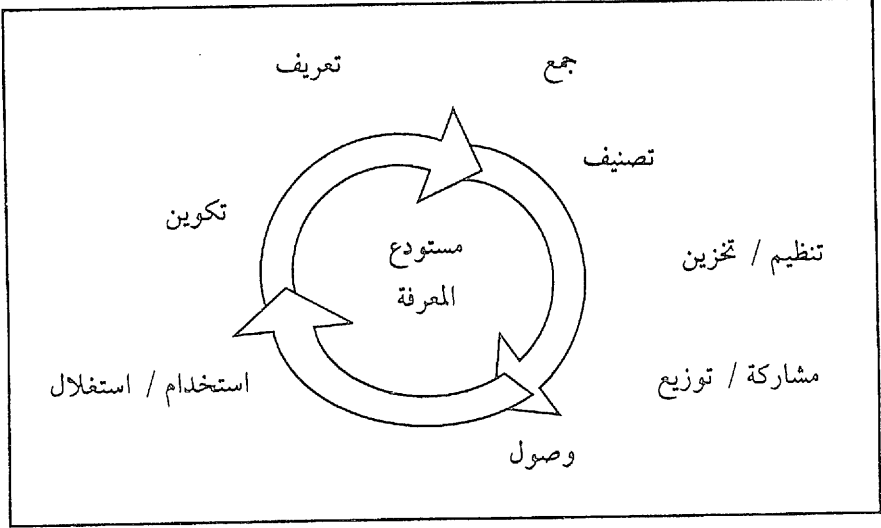 جمع
تعريف
تصنيف
تكوين
مستودع
المعرفة
تنظيم / تخزين
مشاركة / توزيع
استخدام / استغلال
وصول